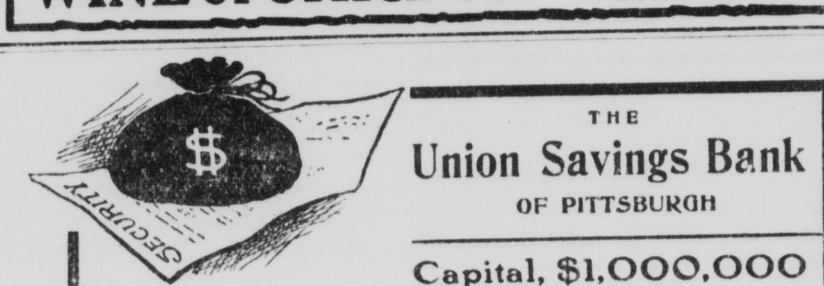 $
SECURITY
THE
Union Savings Bank
OF PITTSBURGH
Capital, $1,000,000